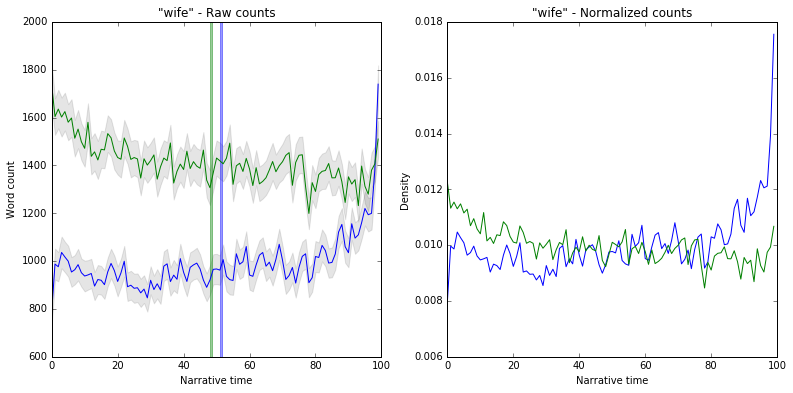 "wife" - Raw counts
2000
1800
1600
1400
1200
1000
800
600
Word count
0 20 40 60 80 100
Narrative time
"wife" - Normalized counts
0.018
0.016
0.014
0.012
0.010
0.008
0.006
Density
0 20 40 60 80 100
Narrative time